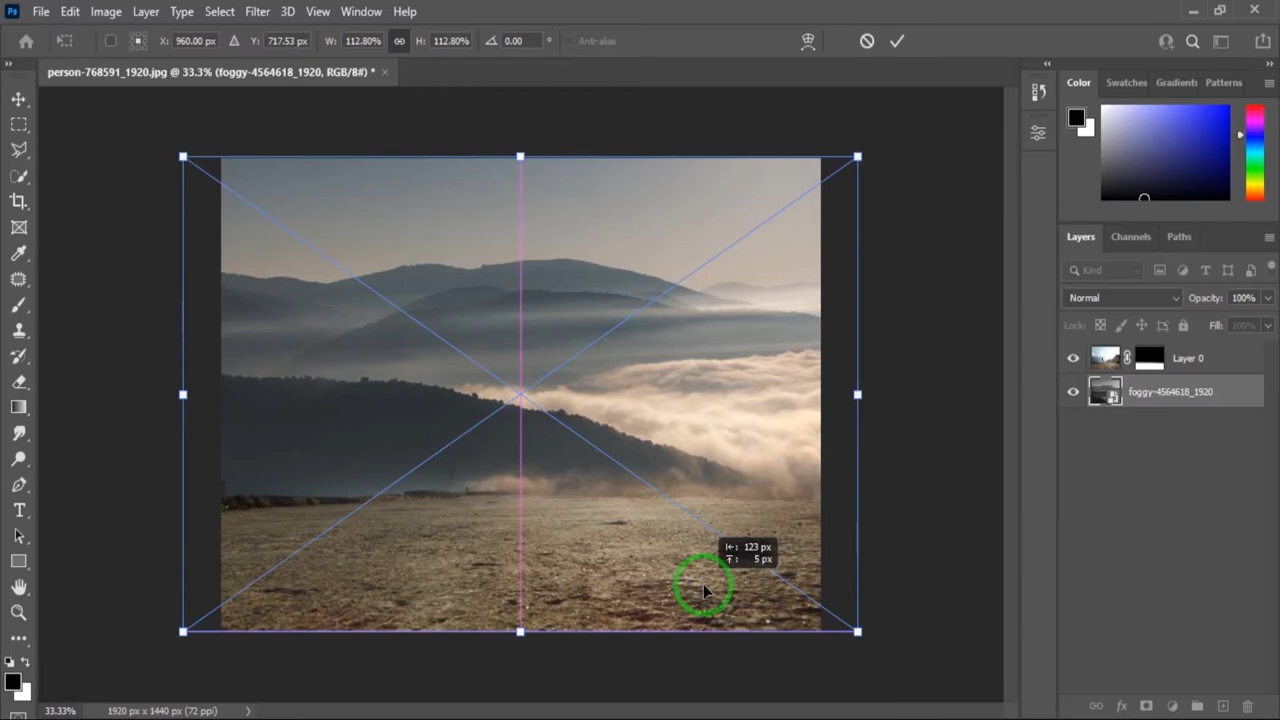 Ps File Edit Image Layer Type Select Filter 3D View Window Help
X: 960.00 px Y: 717.53 px W: 112.80% H: 112.80% 0.00 ° Anti-alias
person-768591_1920.jpg @ 33.3% (foggy-4564618_1920, RGB/8#) * ×
Color Swatches Gradients Patterns
Layers Channels Paths
Kind
Normal Opacity: 100%
Lock: Fill: 100%
Layer 0
foggy-4564618_1920
123 px
5 px
33.33% 1920 px x 1440 px (72 ppi)